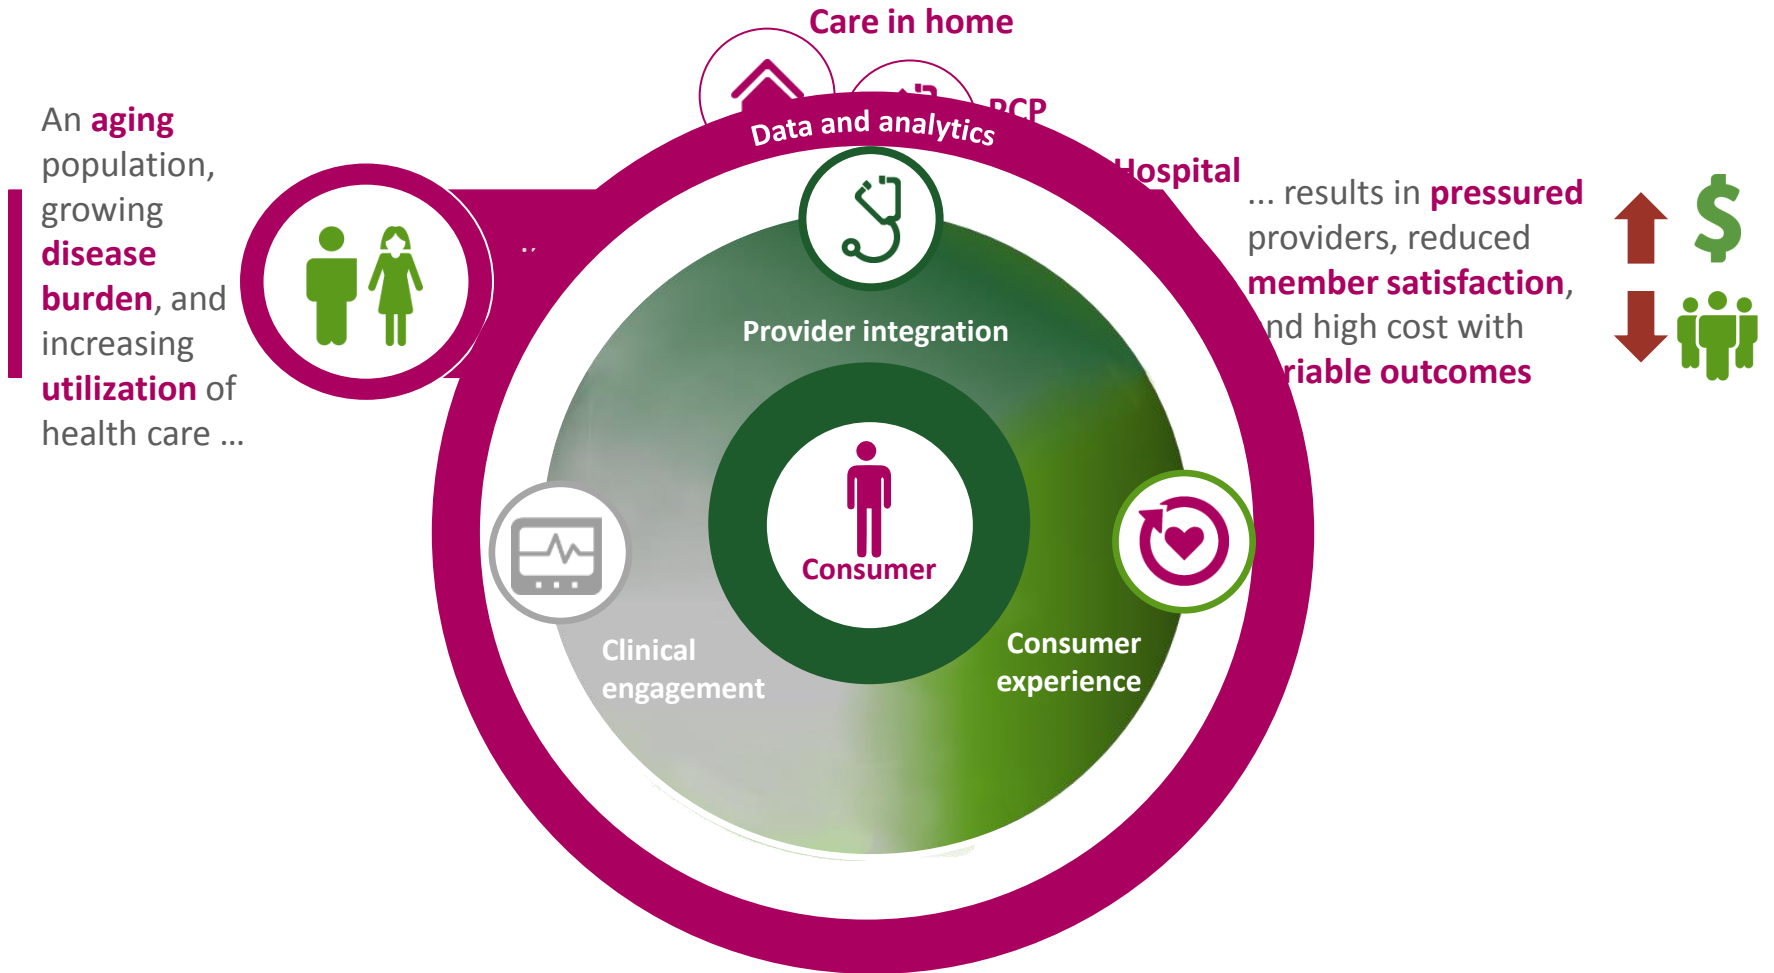 Care in home
PCP
Data and analytics
Hospital
An aging
population,
growing
disease
burden, and
increasing
utilization of
health care ...
..
... results in pressured
providers, reduced
member satisfaction,
nd high cost with
riable outcomes
Provider integration
Consumer
Clinical
engagement
Consumer
experience